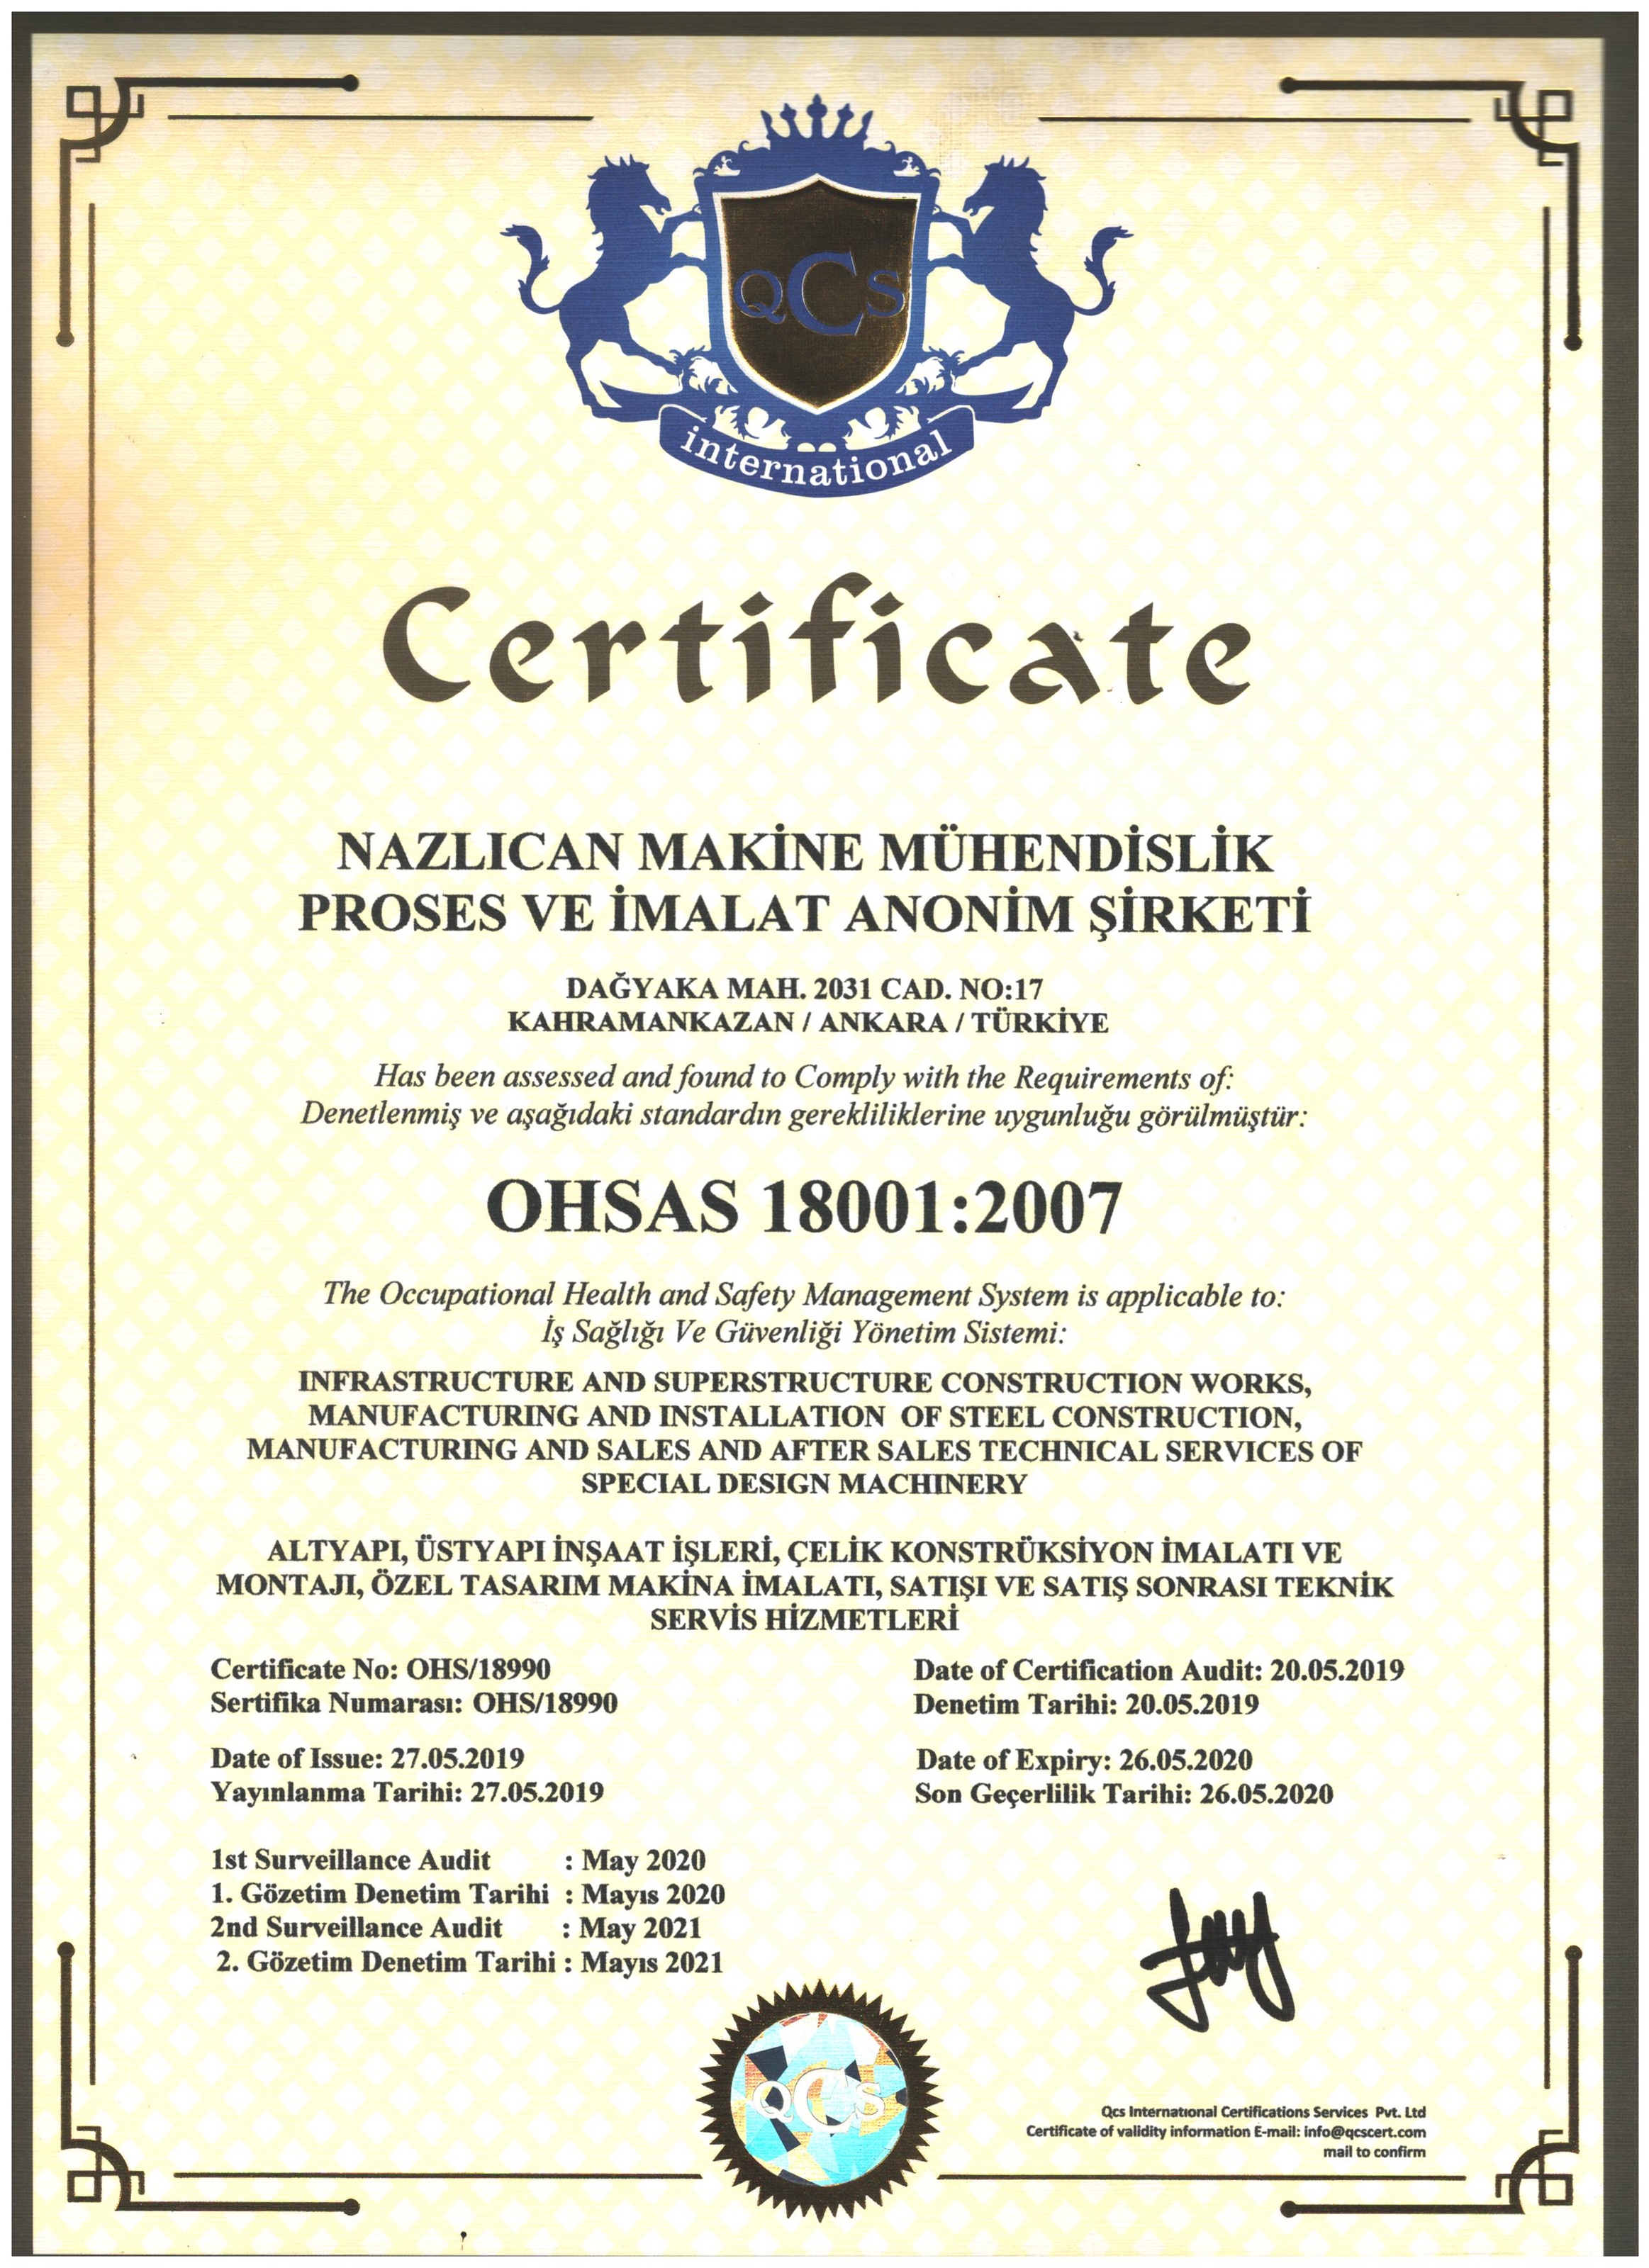 QCS
international
Certificate
NAZLICAN MAKİNE MÜHENDİSLİK
PROSES VE İMALAT ANONİM ŞİRKETİ
DAĞYAKA MAH. 2031 CAD. NO:17
KAHRAMANKAZAN / ANKARA / TÜRKİYE
Has been assessed and found to Comply with the Requirements of:
Denetlenmiş ve aşağıdaki standardın gerekliliklerine uygunluğu görülmüştür:
OHSAS 18001:2007
The Occupational Health and Safety Management System is applicable to:
İş Sağlığı Ve Güvenliği Yönetim Sistemi:
INFRASTRUCTURE AND SUPERSTRUCTURE CONSTRUCTION WORKS,
MANUFACTURING AND INSTALLATION OF STEEL CONSTRUCTION,
MANUFACTURING AND SALES AND AFTER SALES TECHNICAL SERVICES OF
SPECIAL DESIGN MACHINERY
ALTYAPI, ÜSTYAPI İNŞAAT İŞLERİ, ÇELİK KONSTRÜKSİYON İMALATI VE
MONTAJI, ÖZEL TASARIM MAKİNA İMALATI, SATIŞI VE SATIŞ SONRASI TEKNİK
SERVİS HİZMETLERİ
Certificate No: OHS/18990
Sertifika Numarası: OHS/18990
Date of Certification Audit: 20.05.2019
Denetim Tarihi: 20.05.2019
Date of Issue: 27.05.2019
Yayınlanma Tarihi: 27.05.2019
Date of Expiry: 26.05.2020
Son Geçerlilik Tarihi: 26.05.2020
1st Surveillance Audit : May 2020
1. Gözetim Denetim Tarihi : Mayıs 2020
2nd Surveillance Audit : May 2021
2. Gözetim Denetim Tarihi : Mayıs 2021
QCS
Qcs International Certifications Services Pvt. Ltd
Certificate of validity information E-mail: info@qcscert.com
mail to confirm